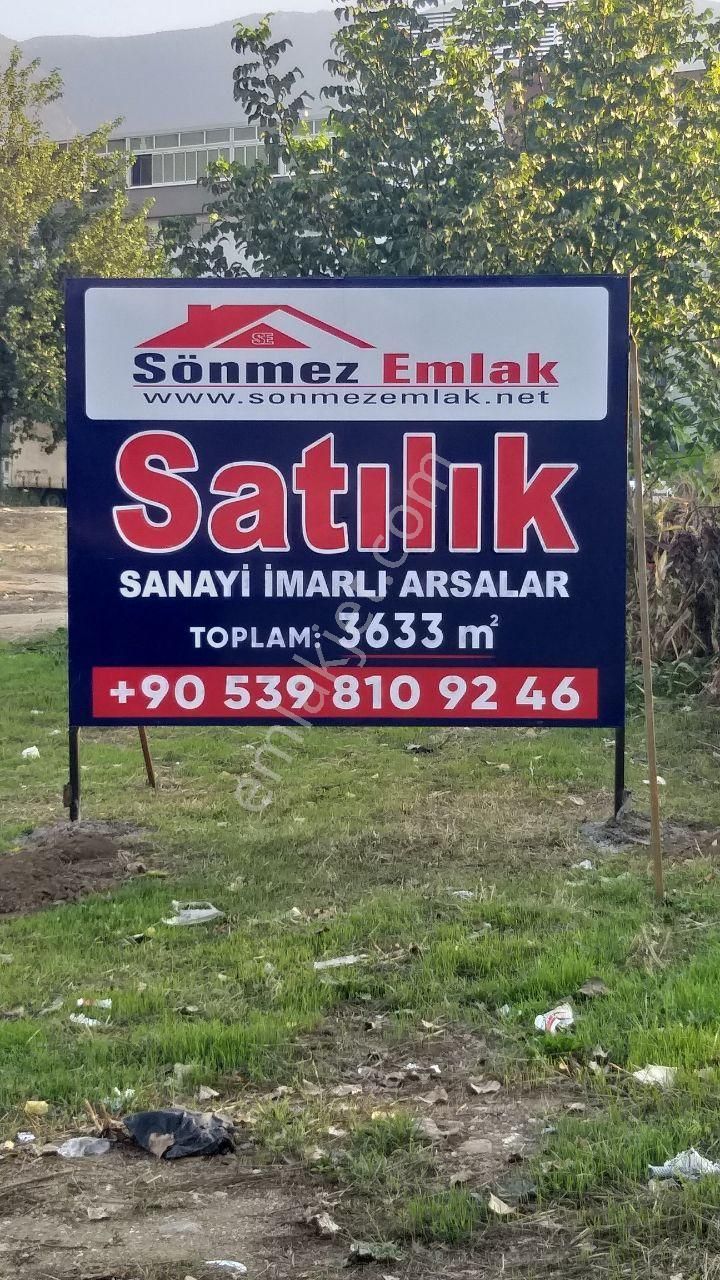 SE
Sönmez Emlak
www.sonmezemlak.net
Satılık
SANAYİ İMARLI ARSALAR
TOPLAM: 3633 m²
+90 539 810 92 46
emlakjet.com